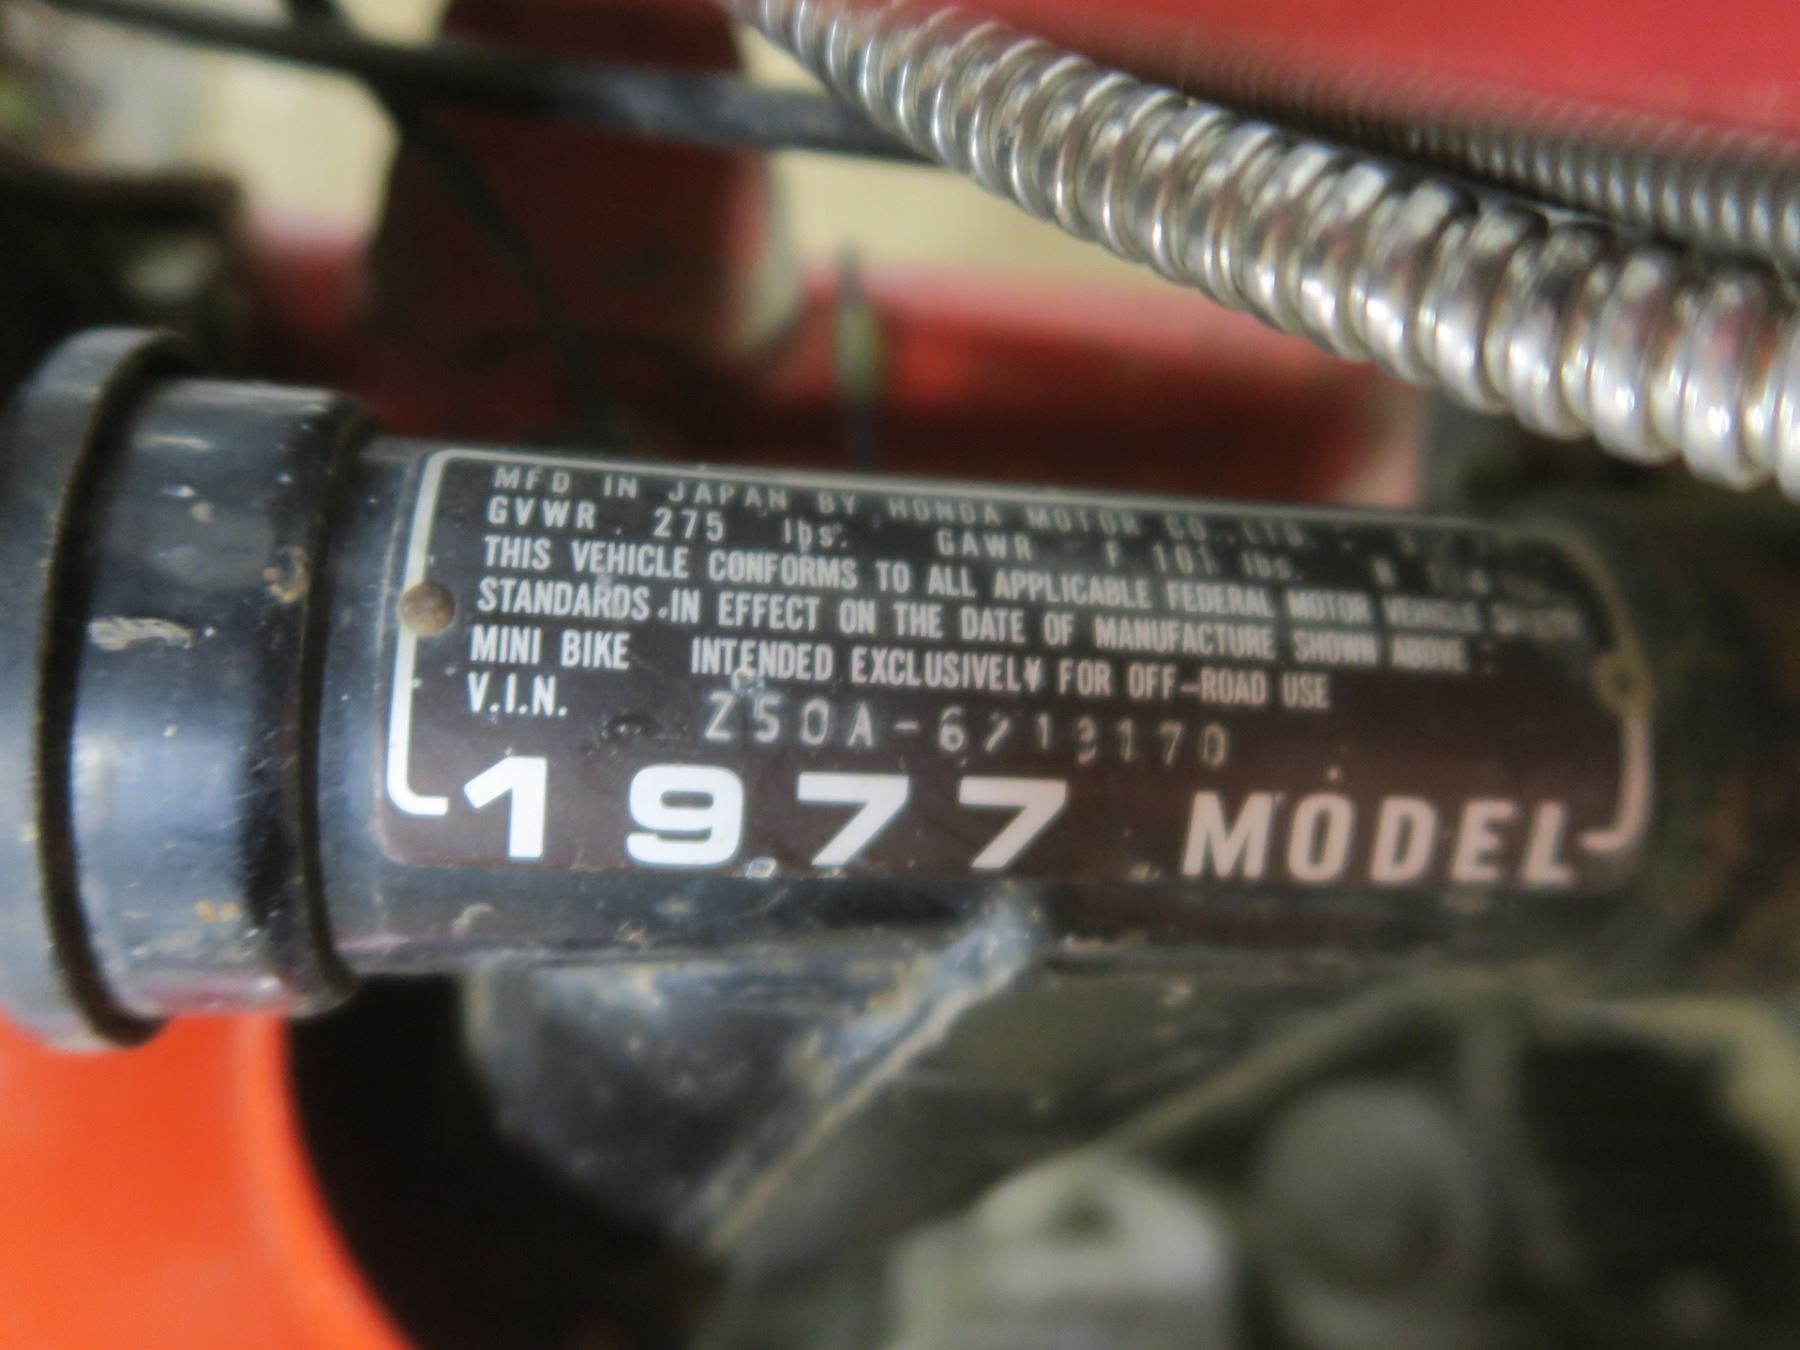 MFD IN JAPAN BY HONDA MOTOR CO., LTD.
GVWR 275 lbs. GAWR F 101 lbs. R
THIS VEHICLE CONFORMS TO ALL APPLICABLE FEDERAL MOTOR VEHICLE SAFETY
STANDARDS IN EFFECT ON THE DATE OF MANUFACTURE SHOWN ABOVE
MINI BIKE INTENDED EXCLUSIVELY FOR OFF-ROAD USE
V.I.N.
1977 MODEL